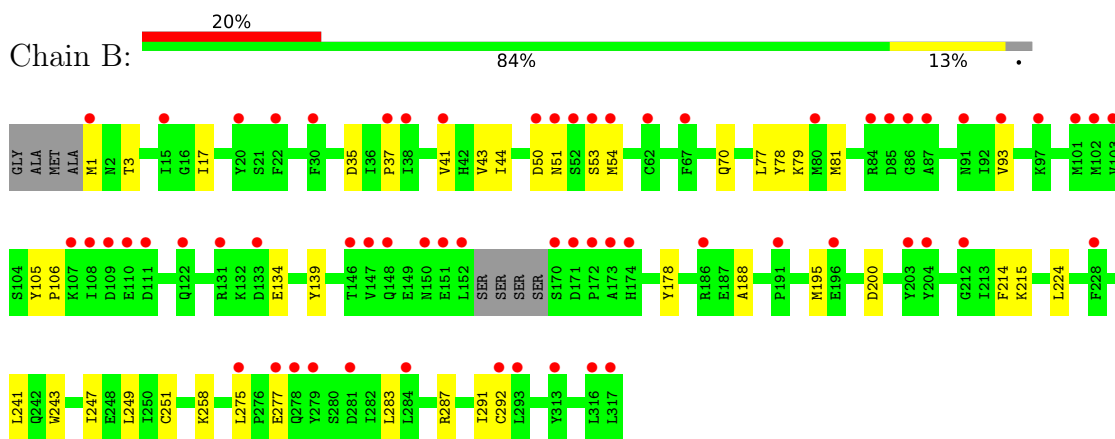 20%
Chain B:
84% 13% •
GLY ALA MET ALA M1 N2 T3 I15 G16 I17 Y20 S21 F22 F30 D35 I36 P37 I38 V41 H42 V43 I44 D50 N51 S52 S53 M54 C62 F67 Q70 L77 Y78 K79 M80 M81 R84 D85 G86 A87 N91 I92 V93 K97 M101 M102 V103
S104 Y105 P106 K107 I108 D109 E110 D111 Q122 R131 K132 D133 E134 Y139 T146 V147 Q148 E149 N150 E151 L152 SER SER SER SER S170 D171 P172 A173 H174 Y178 R186 E187 A188 P191 M195 E196 D200 Y203 Y204 G212 I213 F214 K215 L224 F228
L241 Q242 W243 I247 E248 L249 I250 C251 K258 L275 P276 E277 Q278 Y279 S280 D281 I282 L283 L284 R287 I291 C292 L293 Y313 L316 L317